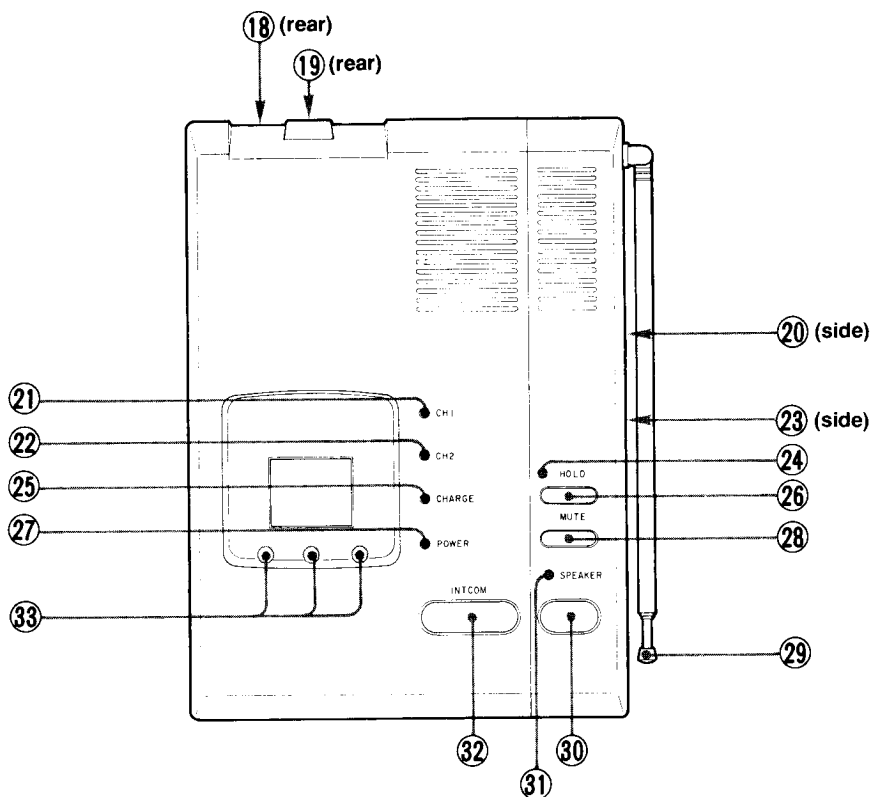 18 (rear)
19 (rear)
20 (side)
21
CH1
22
CH2
23 (side)
24
HOLD
25
CHARGE
26
27
POWER
MUTE
28
SPEAKER
INTCOM
33
29
32
30
31